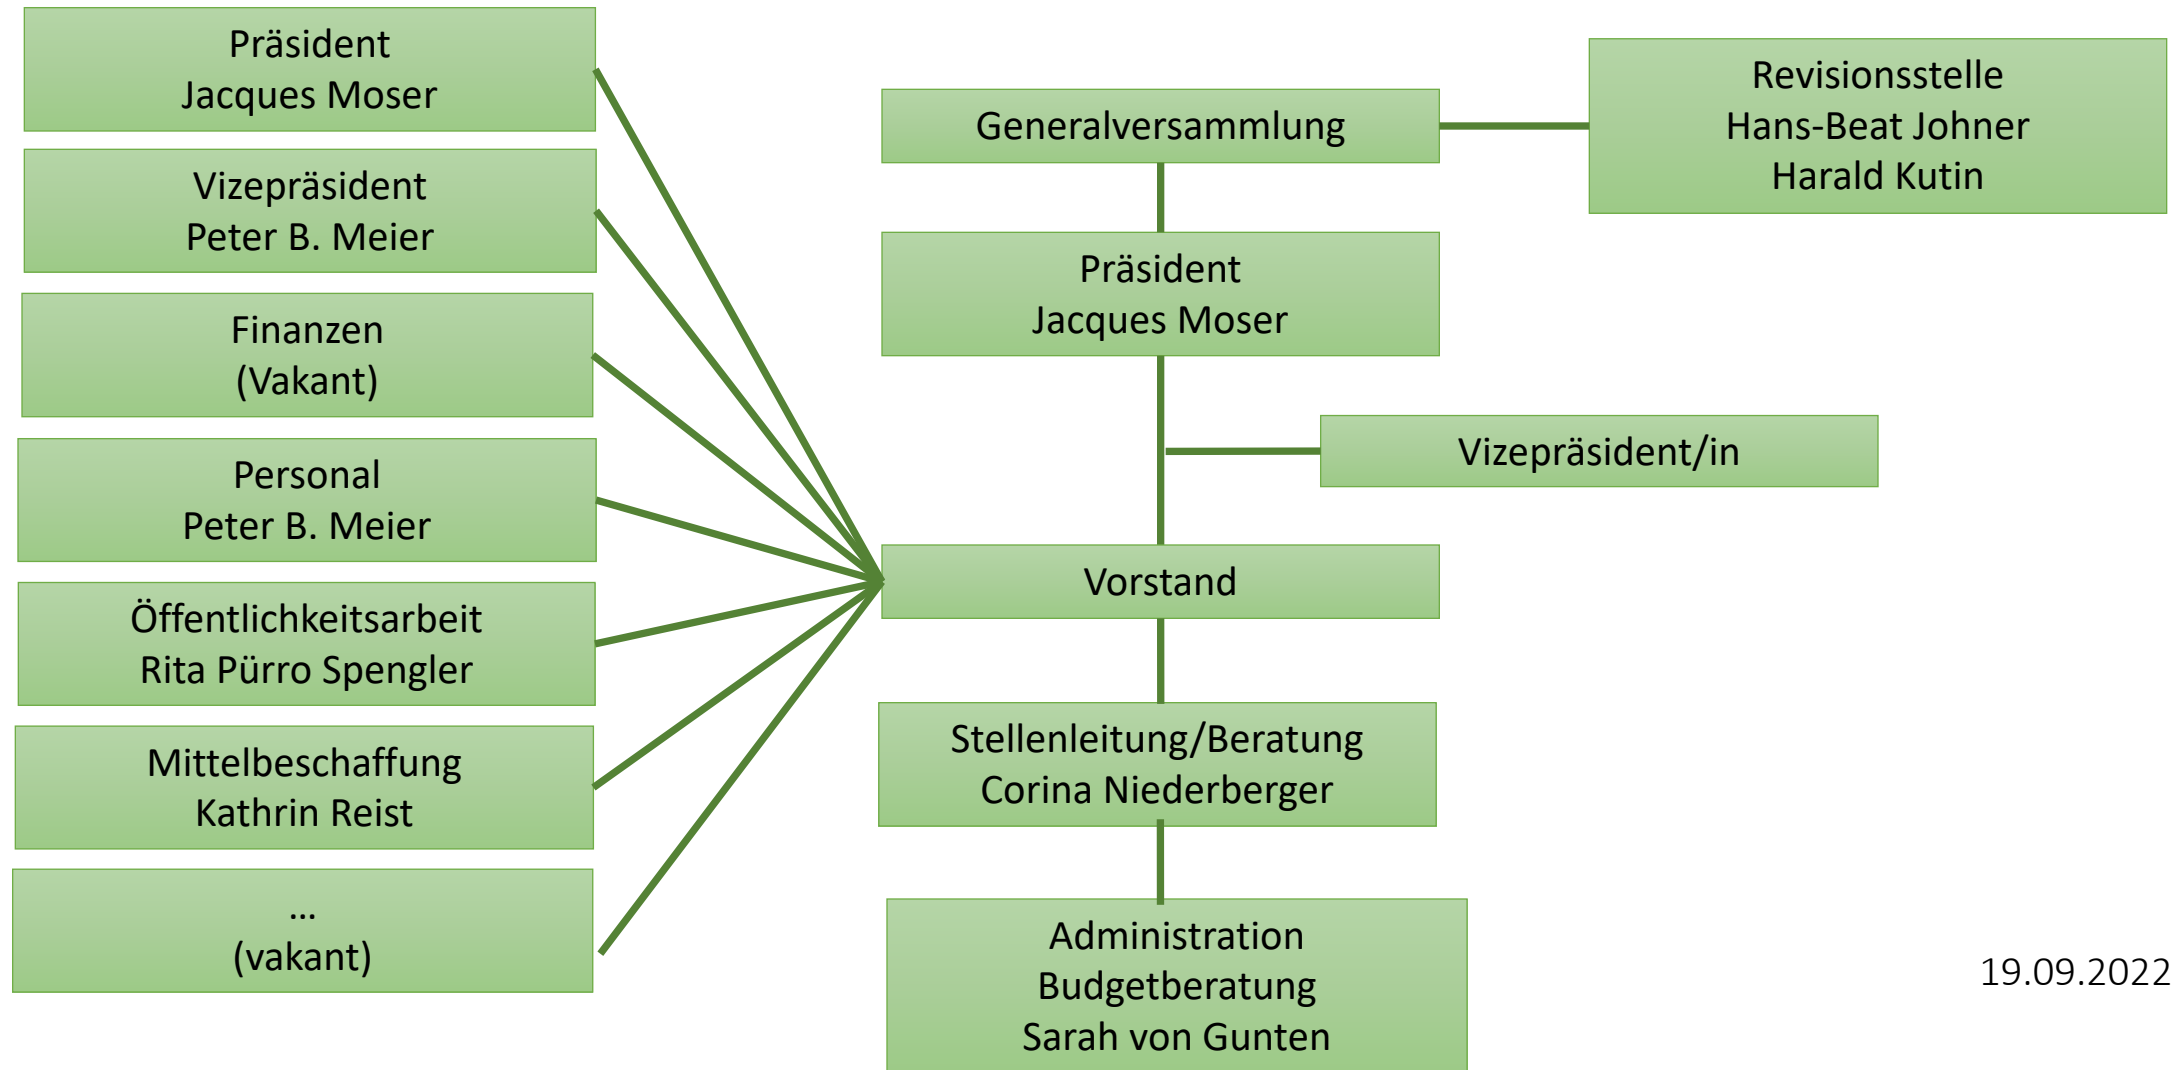 Präsident
Jacques Moser
Vizepräsident
Peter B. Meier
Finanzen
(Vakant)
Personal
Peter B. Meier
Öffentlichkeitsarbeit
Rita Pürro Spengler
Mittelbeschaffung
Kathrin Reist
...
(vakant)
Generalversammlung
Revisionsstelle
Hans-Beat Johner
Harald Kutin
Präsident
Jacques Moser
Vizepräsident/in
Vorstand
Stellenleitung/Beratung
Corina Niederberger
Administration
Budgetberatung
Sarah von Gunten
19.09.2022